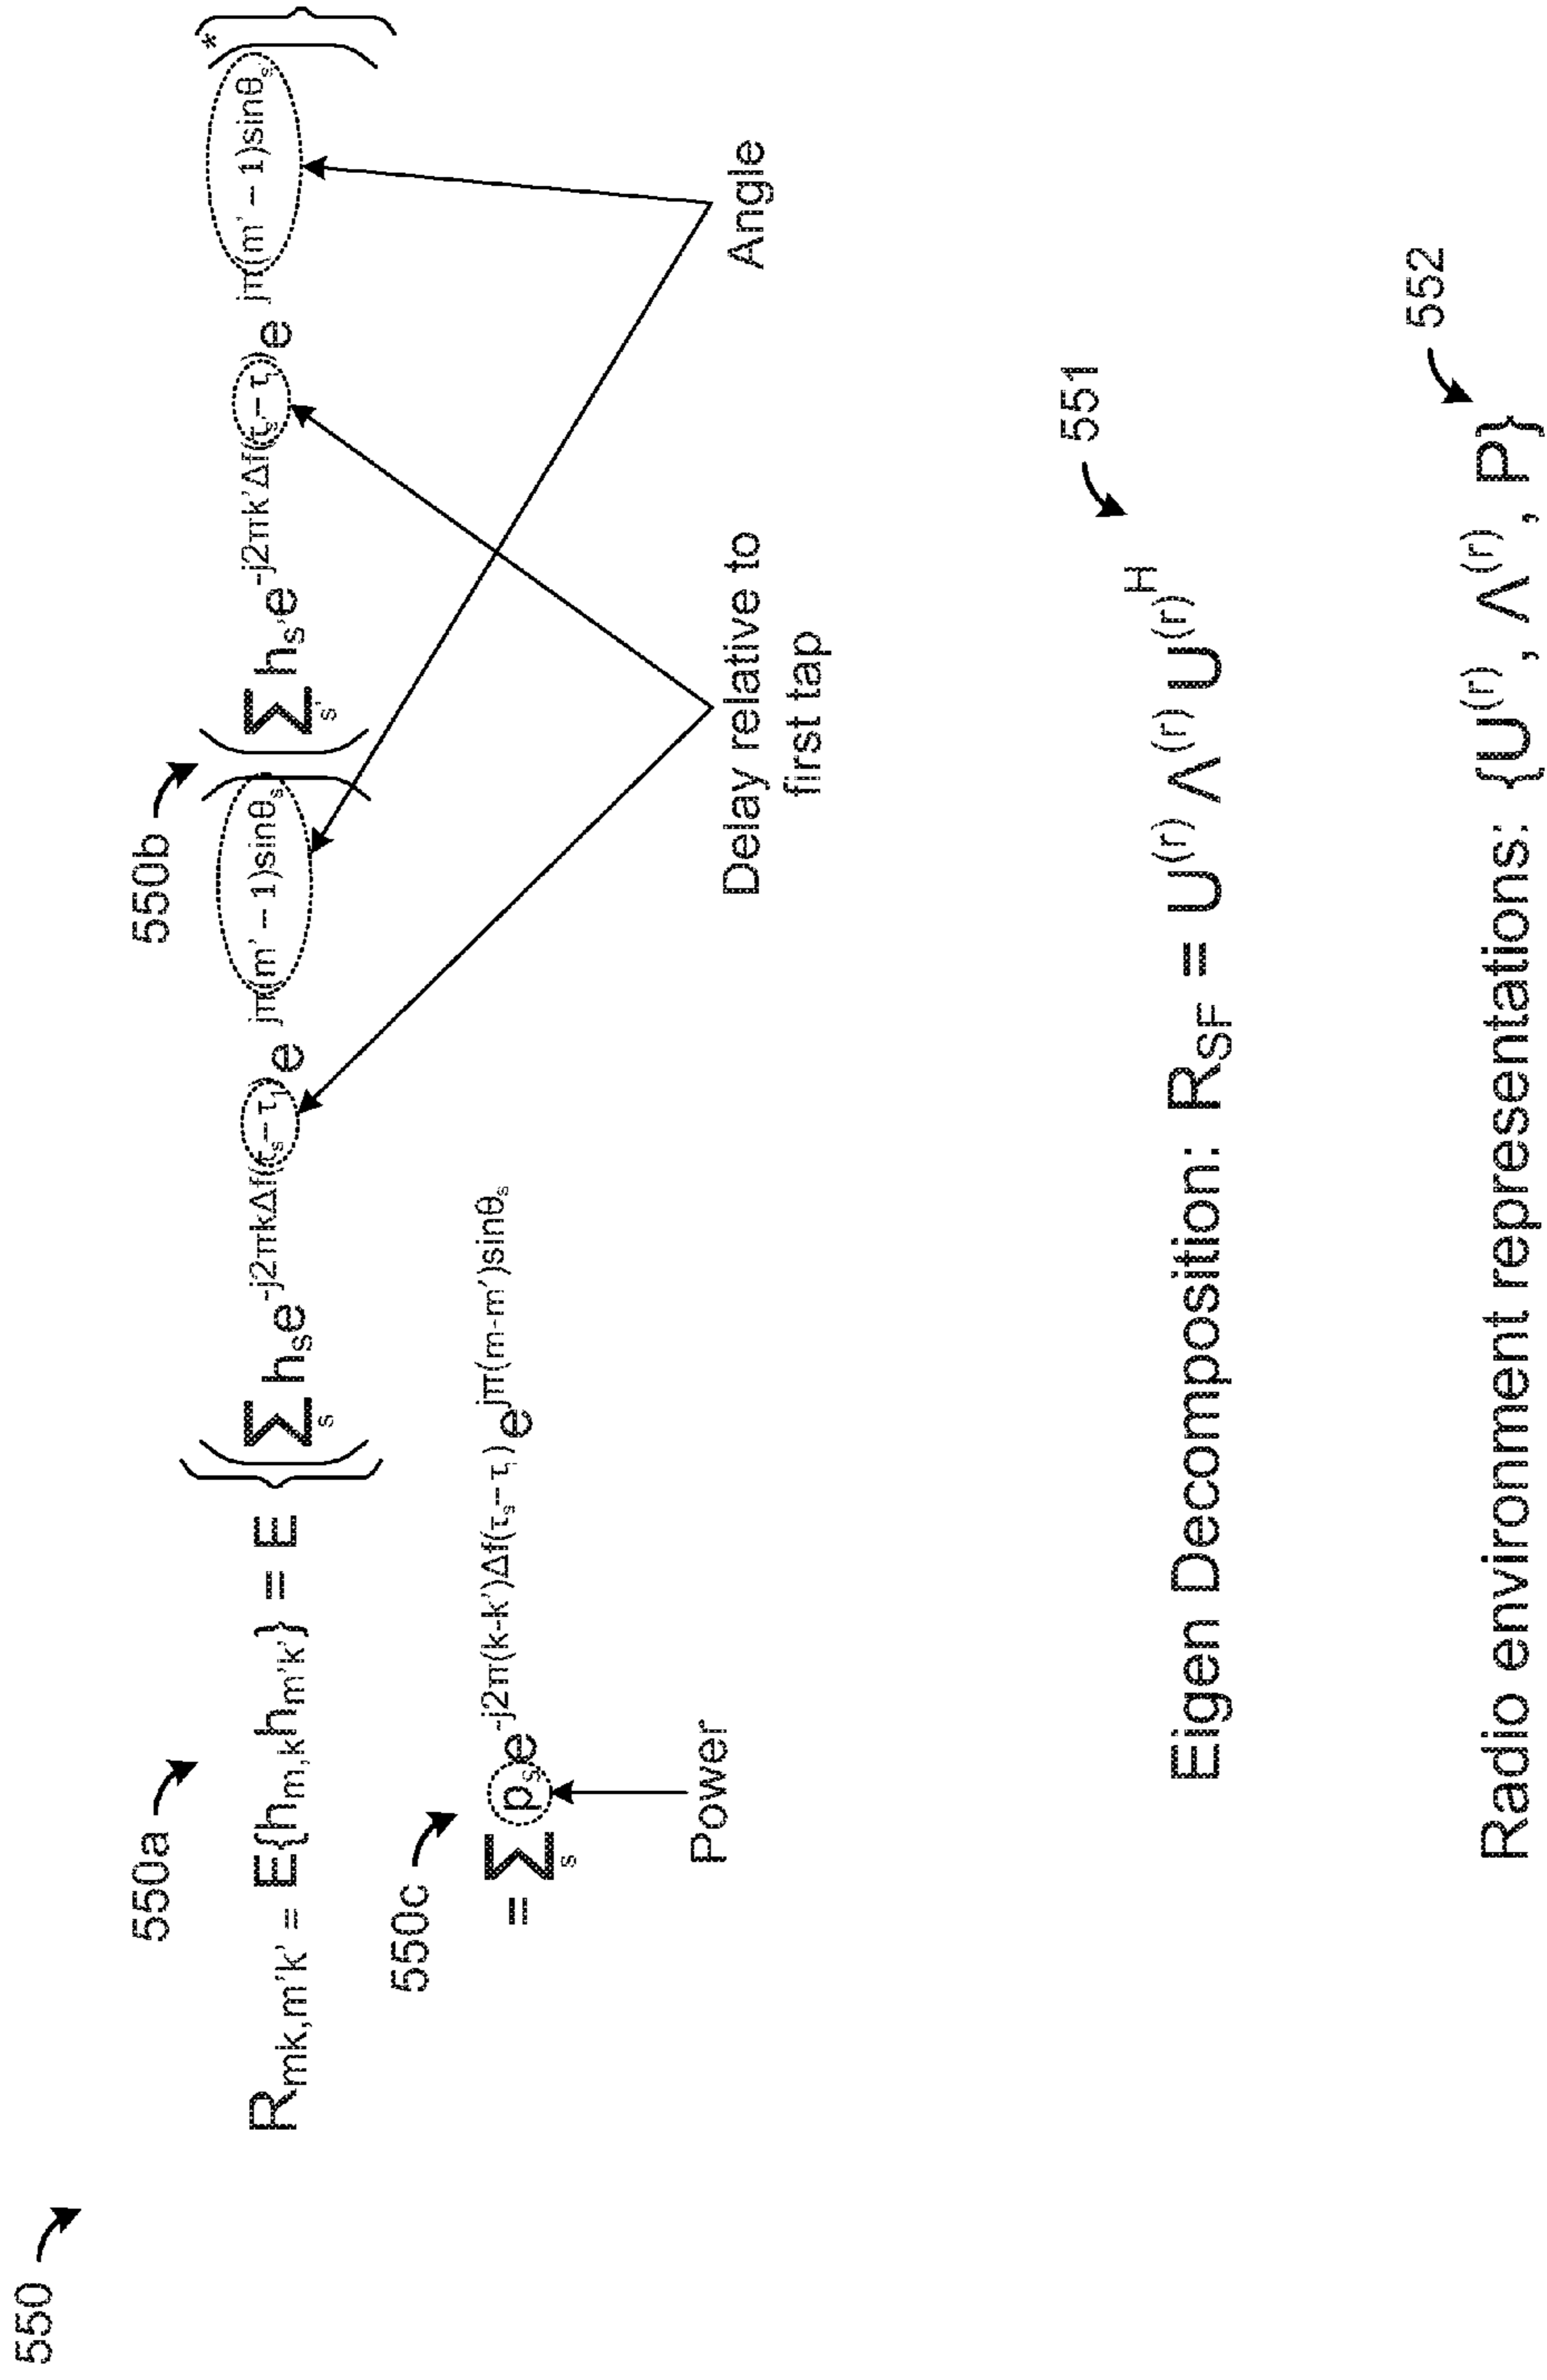 550
550a
550b
R_{mk,m'k'} = E{h_{m,k}h_{m'k'}} = E{(∑_s h_s e^{-j2πkΔf(τ_s−τ_1)} e^{jπ(m'−1)sinθ_s})(∑_{s'} h_{s'} e^{-j2πk'Δf(τ_s−τ_1)} e^{jπ(m'−1)sinθ_{s'}})^*}
550c
= ∑_s p_s e^{-j2π(k-k')Δf(τ_s−τ_1)} e^{jπ(m-m')sinθ_s}
Power
Delay relative to
first tap
Angle
551
Eigen Decomposition: R_{SF} = U^{(r)} Λ^{(r)} U^{(r)^H}
552
Radio environment representations: {U^{(r)}, Λ^{(r)}, P}